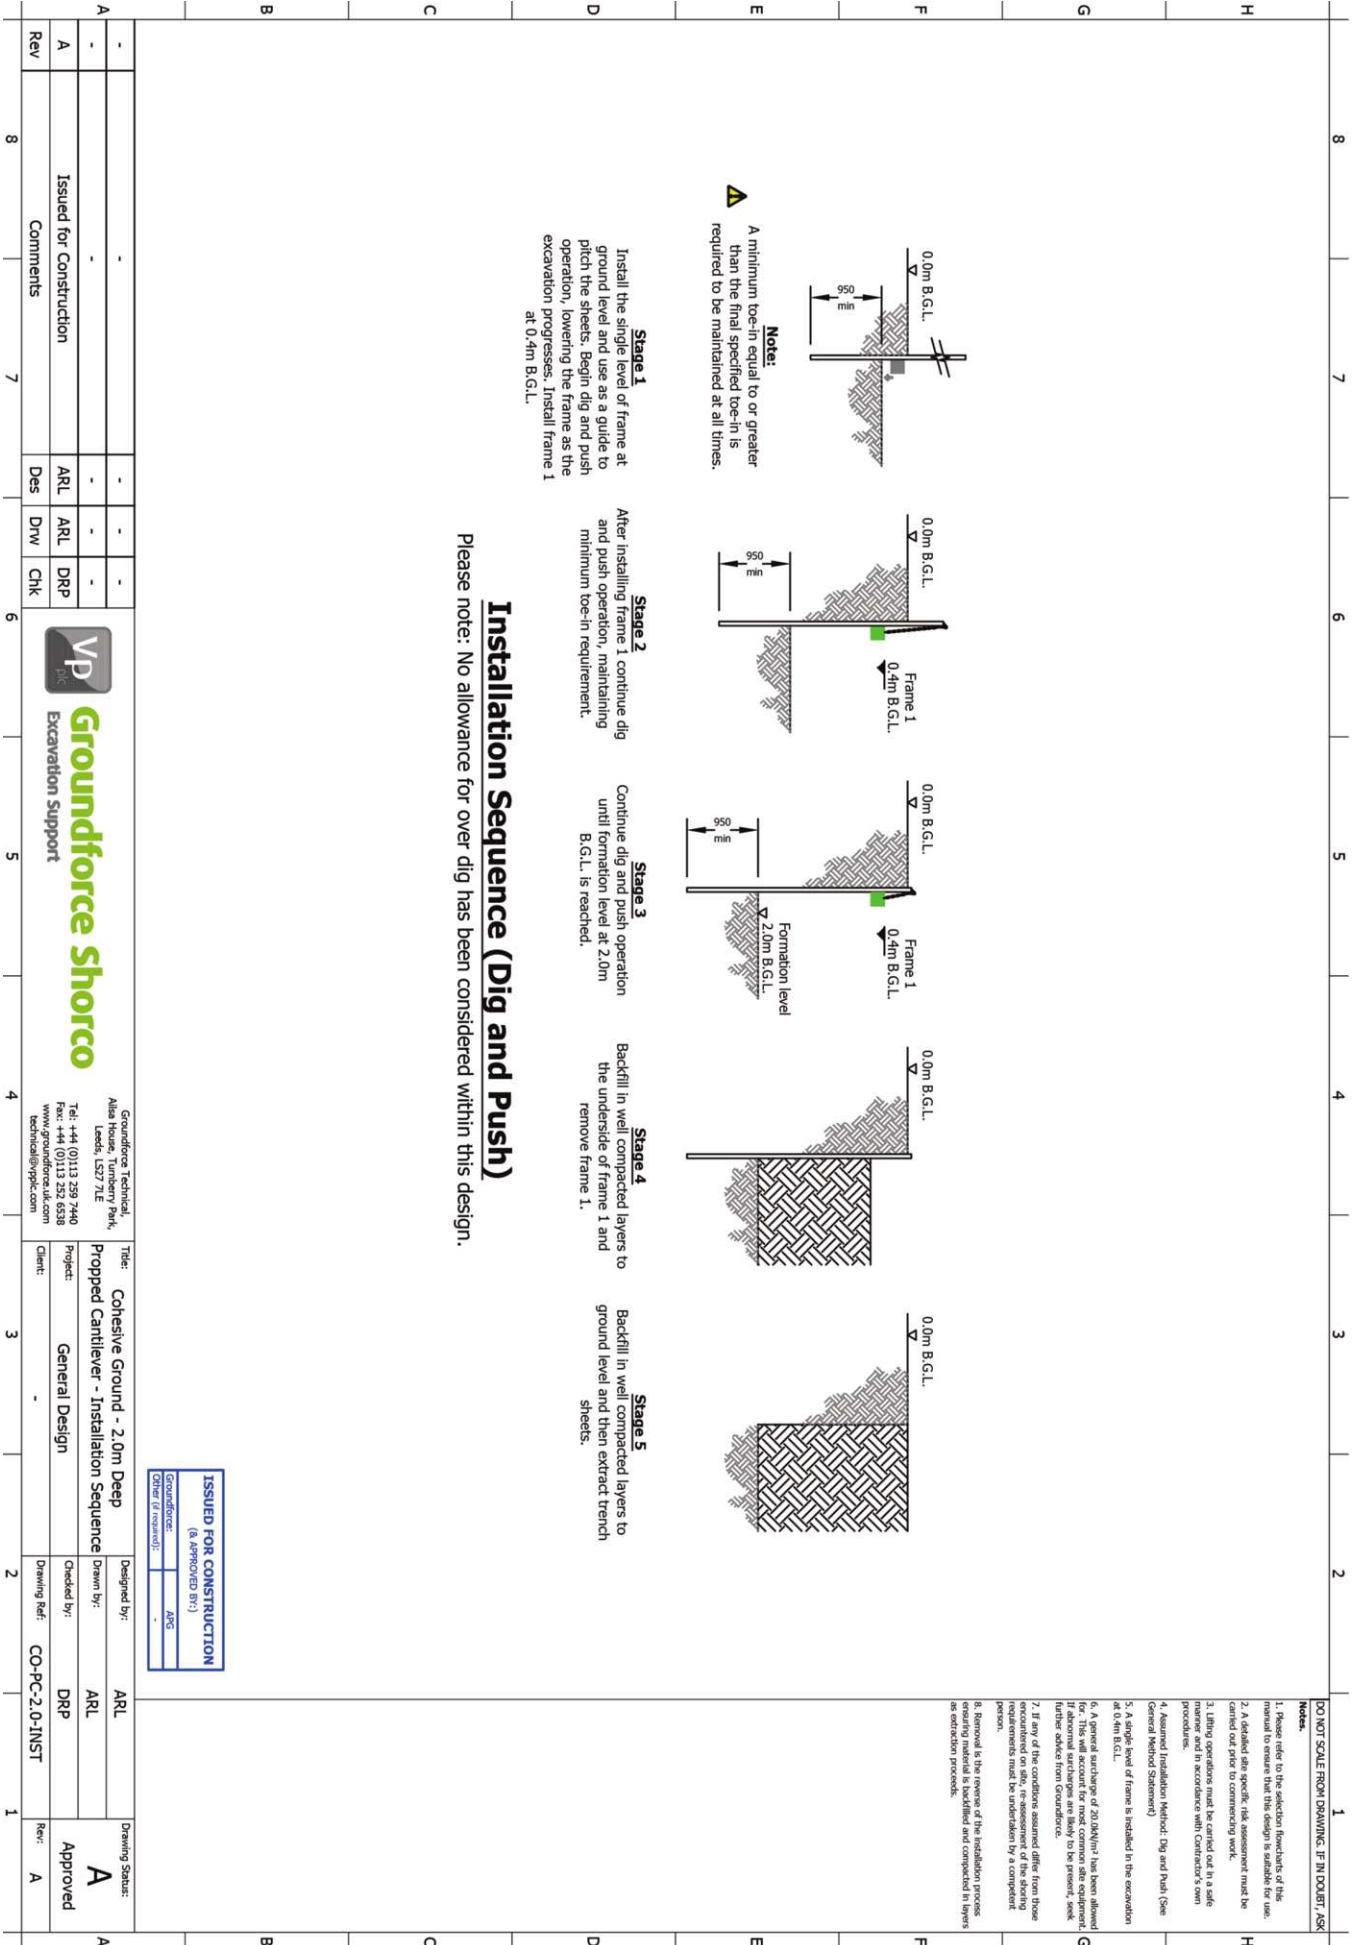 8
7
6
5
4
3
2
1
H
G
F
E
D
C
B
A
DO NOT SCALE FROM DRAWING. IF IN DOUBT, ASK
Notes.
1. Please refer to the selection flowcharts of this
manual to ensure that this design is suitable for use.
2. A detailed site specific risk assessment must be
carried out prior to commencing work.
3. Lifting operations must be carried out in a safe
manner and in accordance with Contractor's own
procedures.
4. Assumed Installation Method: Dig and Push (See
General Method Statement)
5. A single level of frame is installed in the excavation
at 0.4m B.G.L.
6. A general surcharge of 20.0kN/m² has been allowed
for. This will account for most common site equipment.
If abnormal surcharges are likely to be present, seek
further advice from Groundforce.
7. If any of the conditions assumed differ from those
encountered on site, re-assessment of the shoring
requirements must be undertaken by a competent
person.
8. Removal is the reverse of the installation process
ensuring material is backfilled and compacted in layers
as extraction proceeds.
0.0m B.G.L.
950
min
Note:
A minimum toe-in equal to or greater
than the final specified toe-in is
required to be maintained at all times.
Stage 1
Install the single level of frame at
ground level and use as a guide to
pitch the sheets. Begin dig and push
operation, lowering the frame as the
excavation progresses. Install frame 1
at 0.4m B.G.L.
0.0m B.G.L.
Frame 1
0.4m B.G.L.
950
min
Stage 2
After installing frame 1 continue dig
and push operation, maintaining
minimum toe-in requirement.
0.0m B.G.L.
Frame 1
0.4m B.G.L.
Formation level
2.0m B.G.L.
950
min
Stage 3
Continue dig and push operation
until formation level at 2.0m
B.G.L. is reached.
0.0m B.G.L.
Stage 4
Backfill in well compacted layers to
the underside of frame 1 and
remove frame 1.
0.0m B.G.L.
Stage 5
Backfill in well compacted layers to
ground level and then extract trench
sheets.
Installation Sequence (Dig and Push)
Please note: No allowance for over dig has been considered within this design.
ISSUED FOR CONSTRUCTION
(& APPROVED BY:)
Groundforce: APG
Other (if required): -
- - - - -
- - - - -
A Issued for Construction ARL ARL DRP
Rev Comments Des Drw Chk
Vp
plc
Groundforce Shorco
Excavation Support
Groundforce Technical,
Ailsa House, Turnberry Park,
Leeds, LS27 7LE
Tel: +44 (0)113 259 7440
Fax: +44 (0)113 252 6538
www.groundforce.uk.com
technical@vpplc.com
Title: Cohesive Ground - 2.0m Deep
Propped Cantilever - Installation Sequence
Project: General Design
Client: -
Designed by: ARL
Drawn by: ARL
Checked by: DRP
Drawing Ref: CO-PC-2.0-INST
Drawing Status:
A
Approved
Rev: A
8
7
6
5
4
3
2
1
H
G
F
E
D
C
B
A